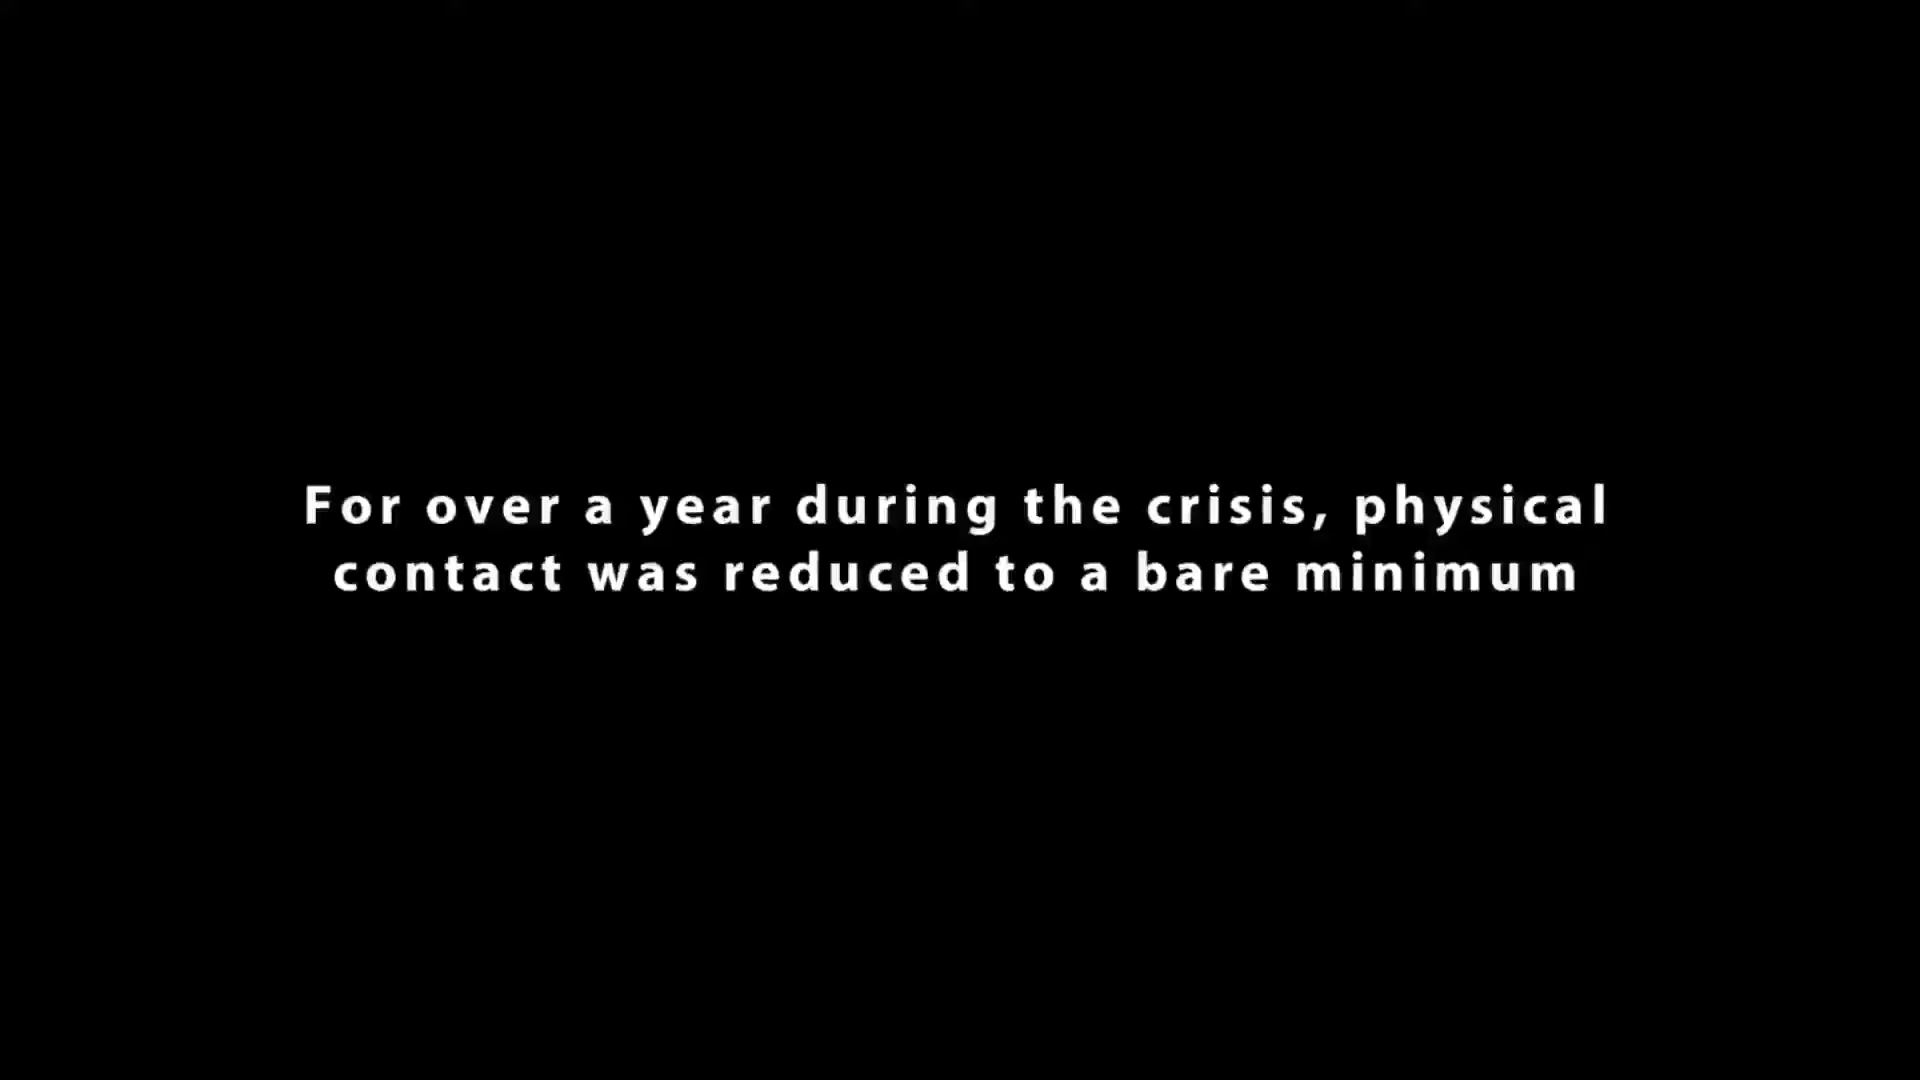 For over a year during the crisis, physical
contact was reduced to a bare minimum